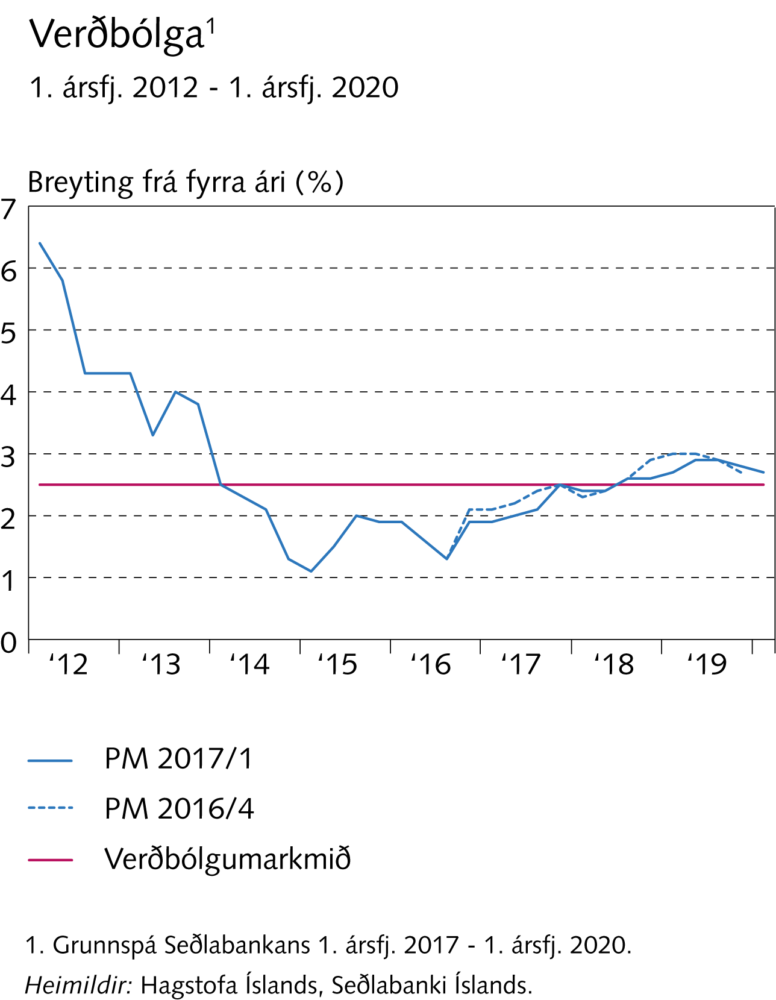 Verðbólga¹
1. ársfj. 2012 - 1. ársfj. 2020
Breyting frá fyrra ári (%)
7
6
5
4
3
2
1
0
‘12 ‘13 ‘14 ‘15 ‘16 ‘17 ‘18 ‘19
PM 2017/1
PM 2016/4
Verðbólgumarkmið
1. Grunnspá Seðlabankans 1. ársfj. 2017 - 1. ársfj. 2020.
Heimildir: Hagstofa Íslands, Seðlabanki Íslands.